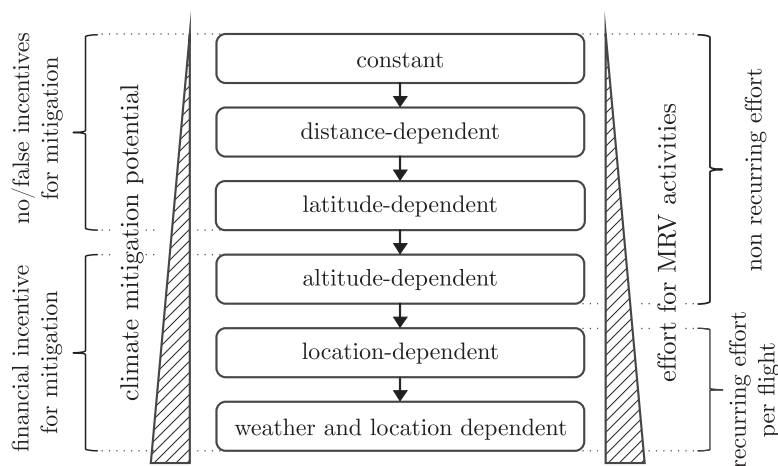 no/false incentives
for mitigation
financial incentive
for mitigation
climate mitigation potential
constant
distance-dependent
latitude-dependent
altitude-dependent
location-dependent
weather and location dependent
effort for MRV activities
non recurring effort
recurring effort
per flight